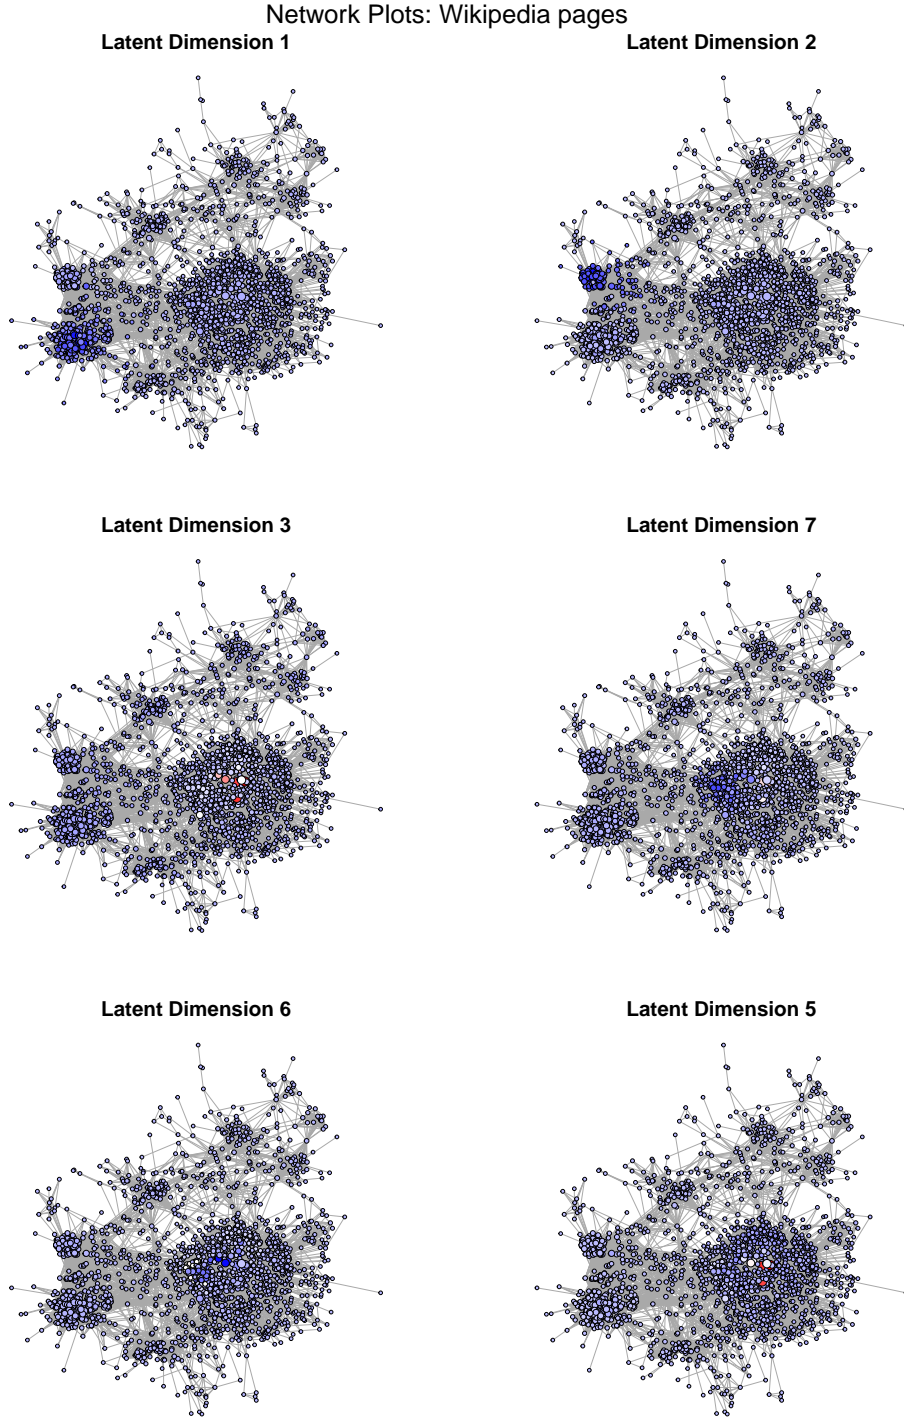 Network Plots: Wikipedia pages
Latent Dimension 1
Latent Dimension 2
Latent Dimension 3
Latent Dimension 7
Latent Dimension 6
Latent Dimension 5